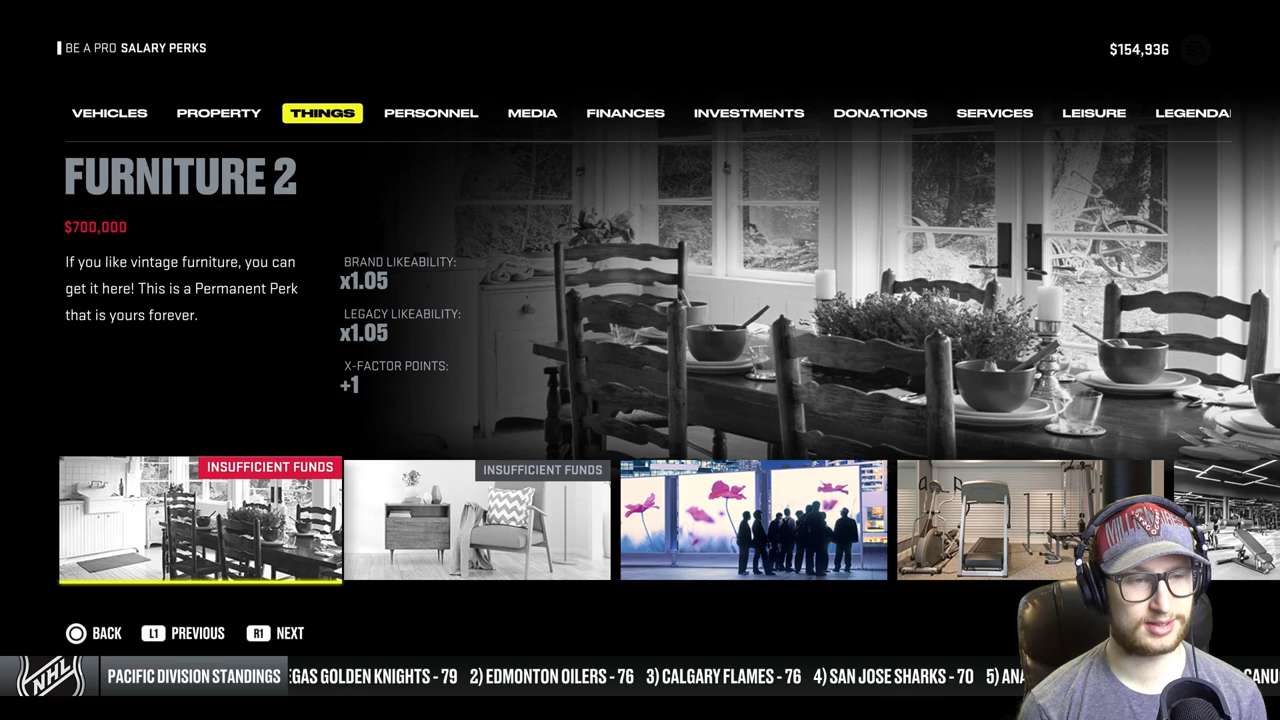 BE A PRO SALARY PERKS
$154,936
VEHICLES PROPERTY THINGS PERSONNEL MEDIA FINANCES INVESTMENTS DONATIONS SERVICES LEISURE LEGENDA
FURNITURE 2
$700,000
If you like vintage furniture, you can
get it here! This is a Permanent Perk
that is yours forever.
BRAND LIKEABILITY:
x1.05
LEGACY LIKEABILITY:
x1.05
X-FACTOR POINTS:
+1
INSUFFICIENT FUNDS
INSUFFICIENT FUNDS
BACK L1 PREVIOUS R1 NEXT
NHL PACIFIC DIVISION STANDINGS EGAS GOLDEN KNIGHTS - 79 2) EDMONTON OILERS - 76 3) CALGARY FLAMES - 76 4) SAN JOSE SHARKS - 70 5) ANA CANU